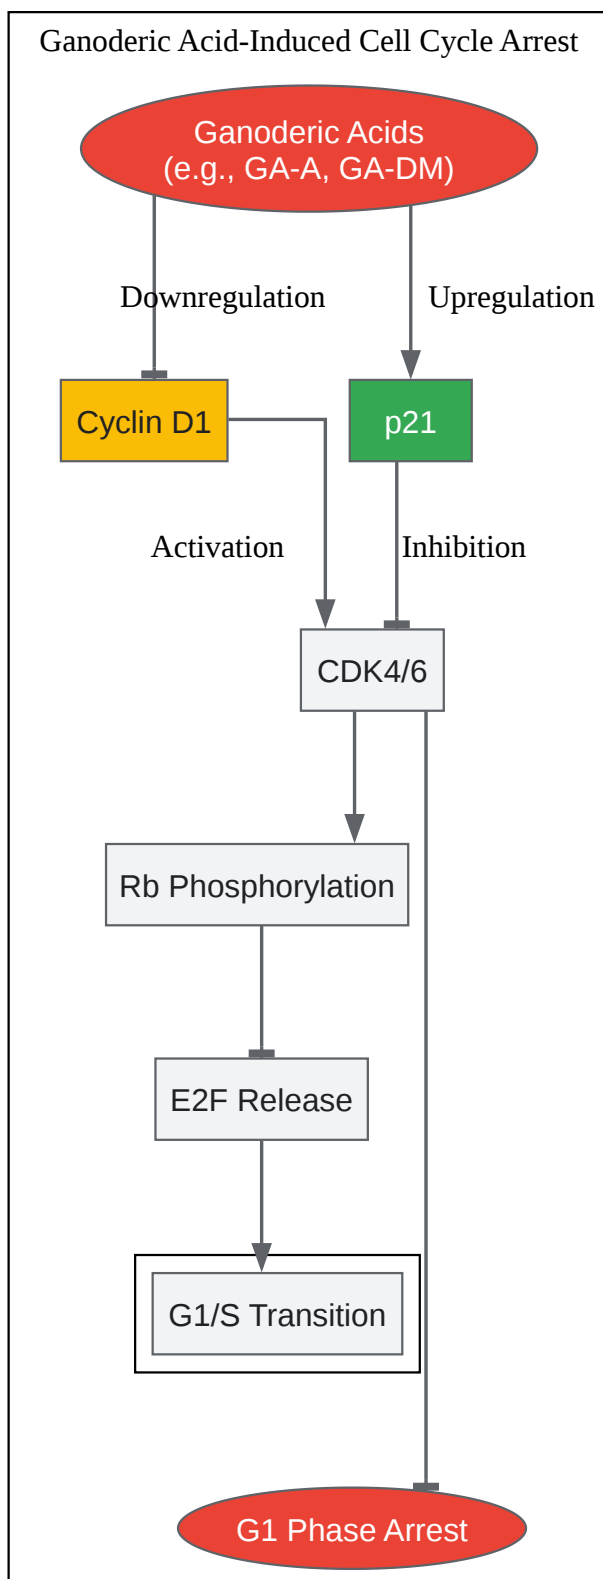 Ganoderic Acid-Induced Cell Cycle Arrest
Ganoderic Acids
(e.g., GA-A, GA-DM)
Downregulation
Upregulation
Cyclin D1
p21
Activation
Inhibition
CDK4/6
Rb Phosphorylation
E2F Release
G1/S Transition
G1 Phase Arrest